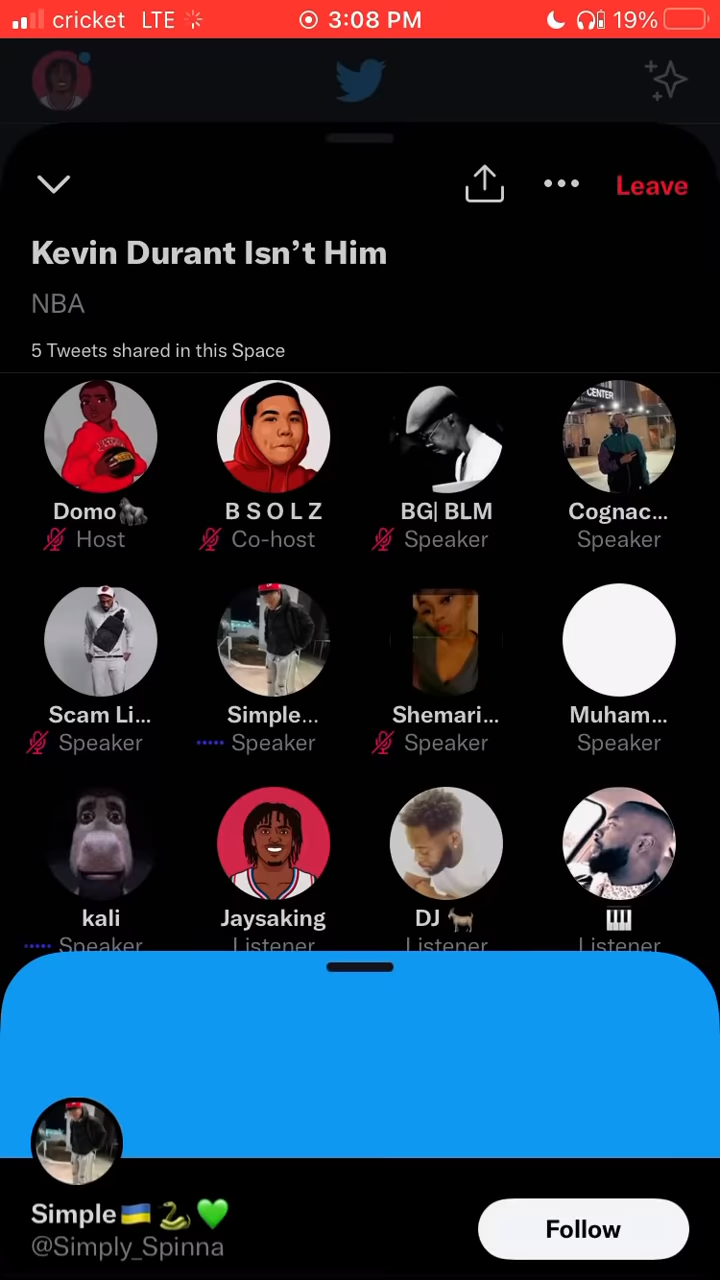 cricket LTE 3:08 PM 19%
Leave
Kevin Durant Isn’t Him
NBA
5 Tweets shared in this Space
CENTER
Domo🦍 B S O L Z BG| BLM Cognac...
Host Co-host Speaker Speaker
Scam Li... Simple... Shemari... Muham...
Speaker Speaker Speaker Speaker
kali Jaysaking DJ 🐐 🎹
Speaker Listener Listener Listener
Simple🇺🇦🐍💚
@Simply_Spinna
Follow